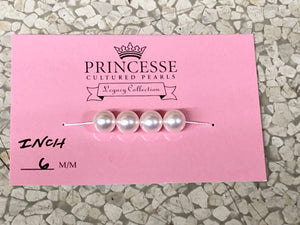 PRINCESSE
CULTURED PEARLS
Legacy Collection
INCH
6 M/M